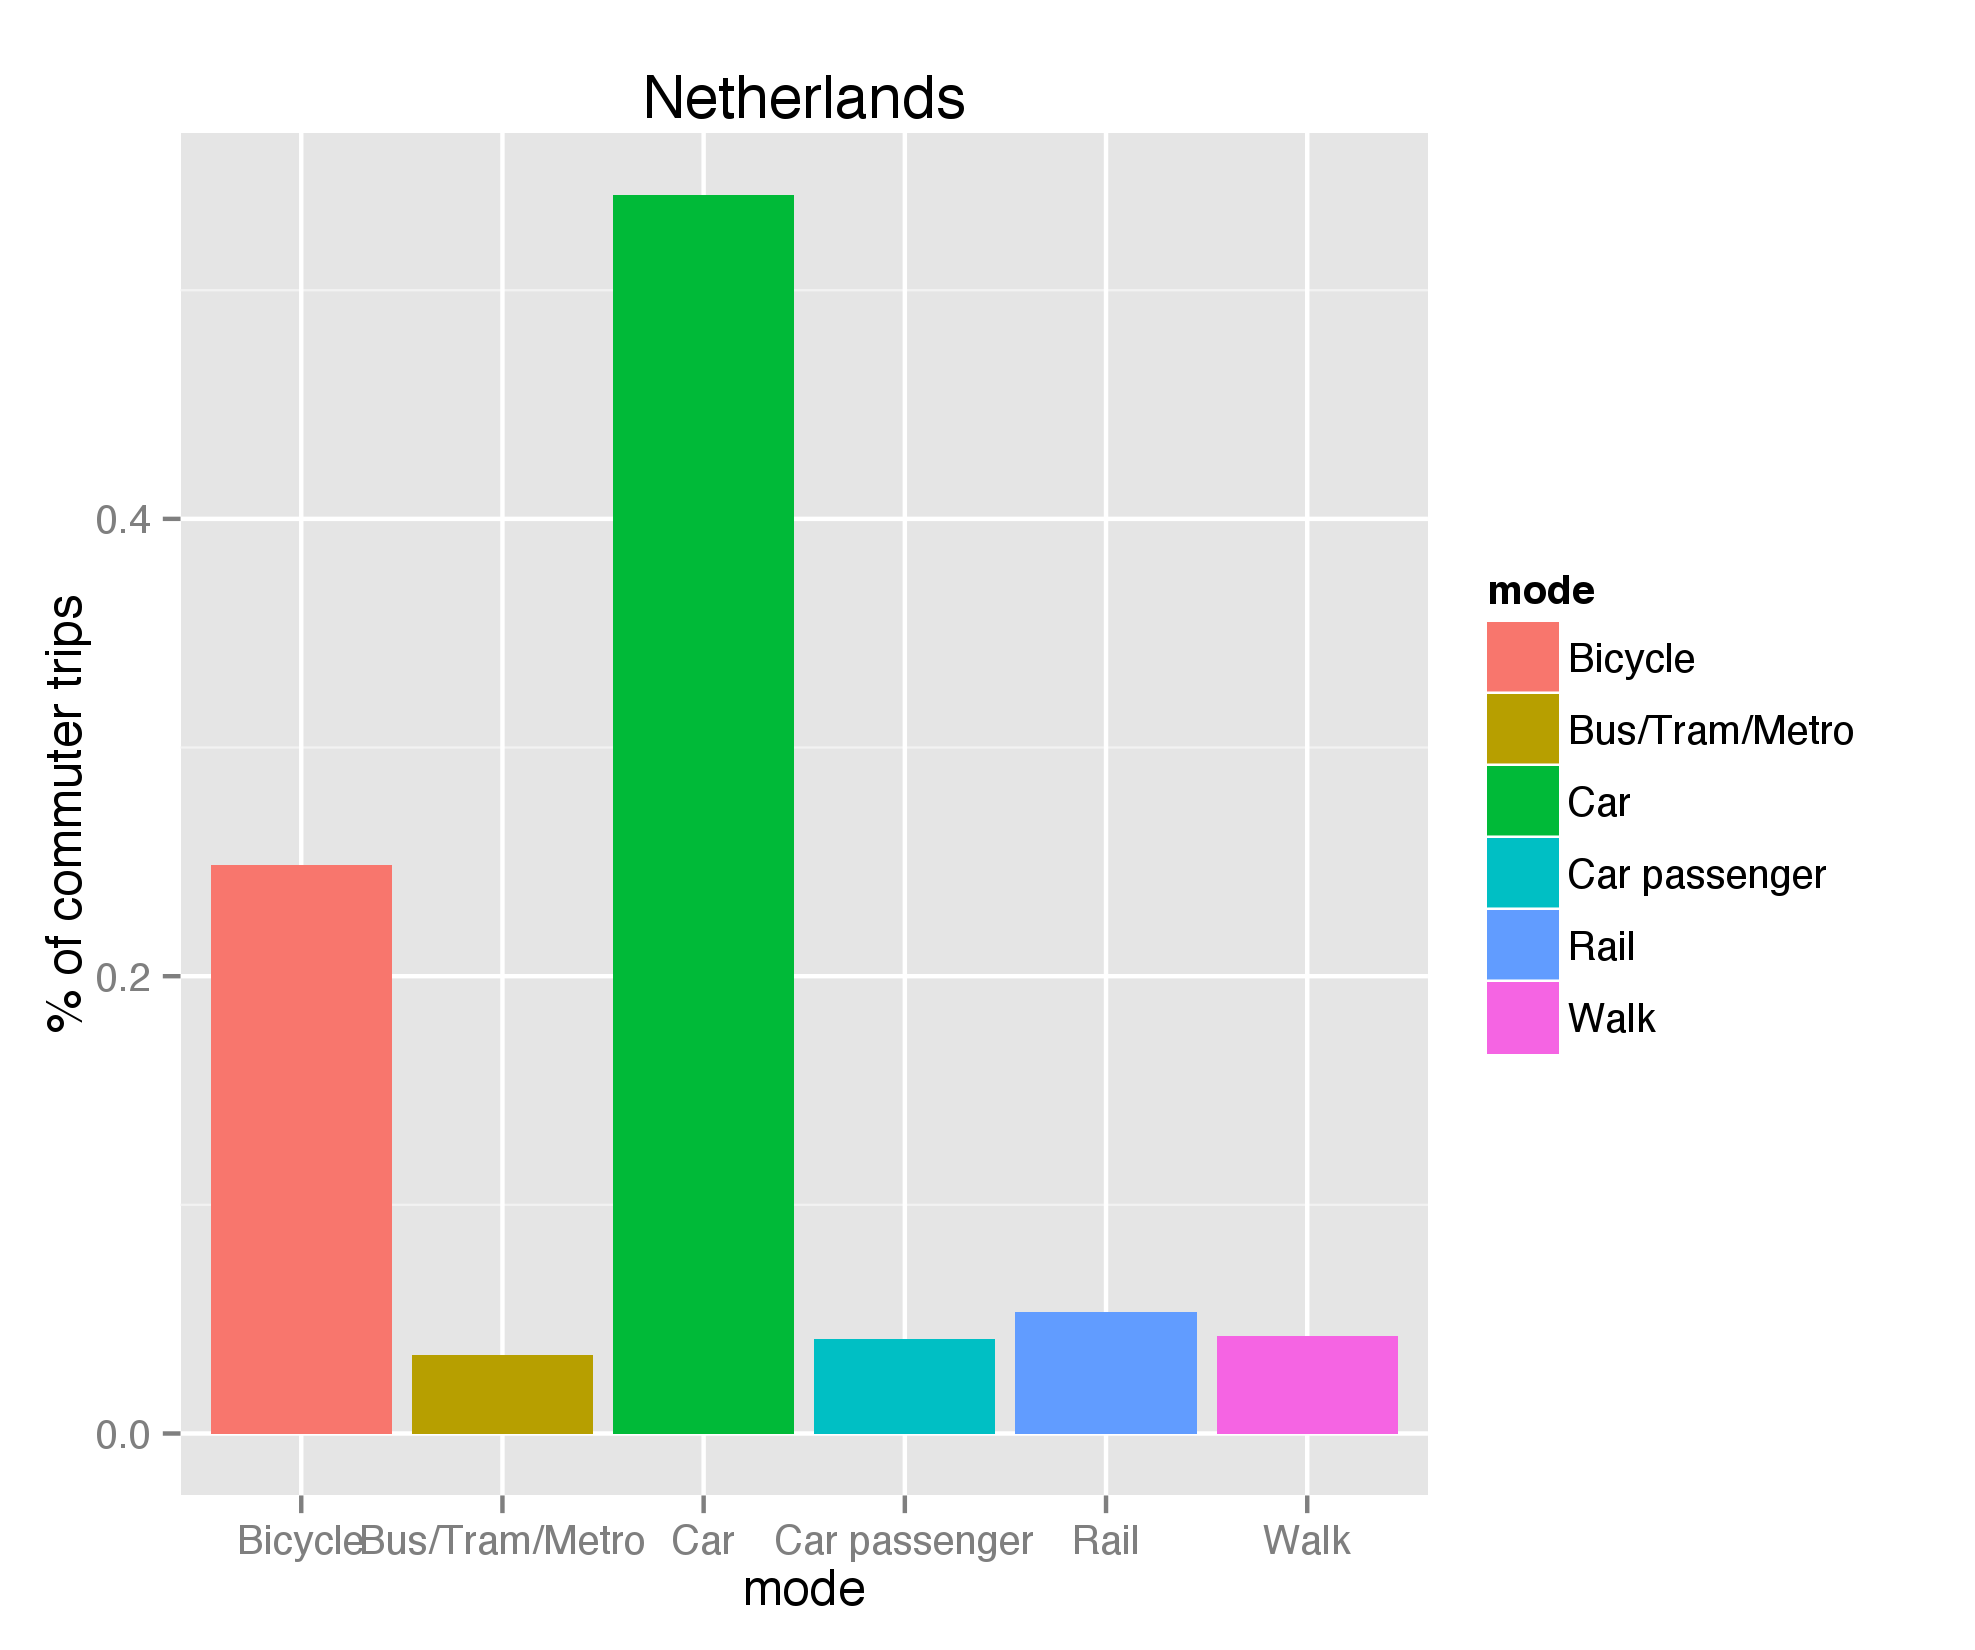 Netherlands
% of commuter trips
0.4
0.2
0.0
Bicycle Bus/Tram/Metro Car Car passenger Rail Walk
mode
mode
Bicycle
Bus/Tram/Metro
Car
Car passenger
Rail
Walk